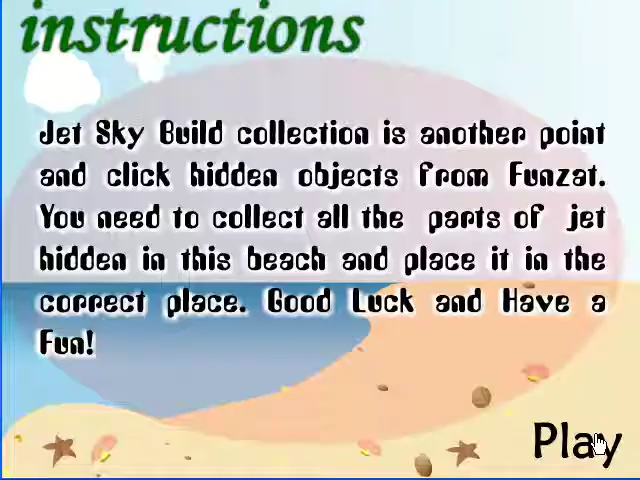 instructions
Jet Sky Build collection is another point
and click hidden objects from Funzat.
You need to collect all the parts of jet
hidden in this beach and place it in the
correct place. Good Luck and Have a
Fun!
Play